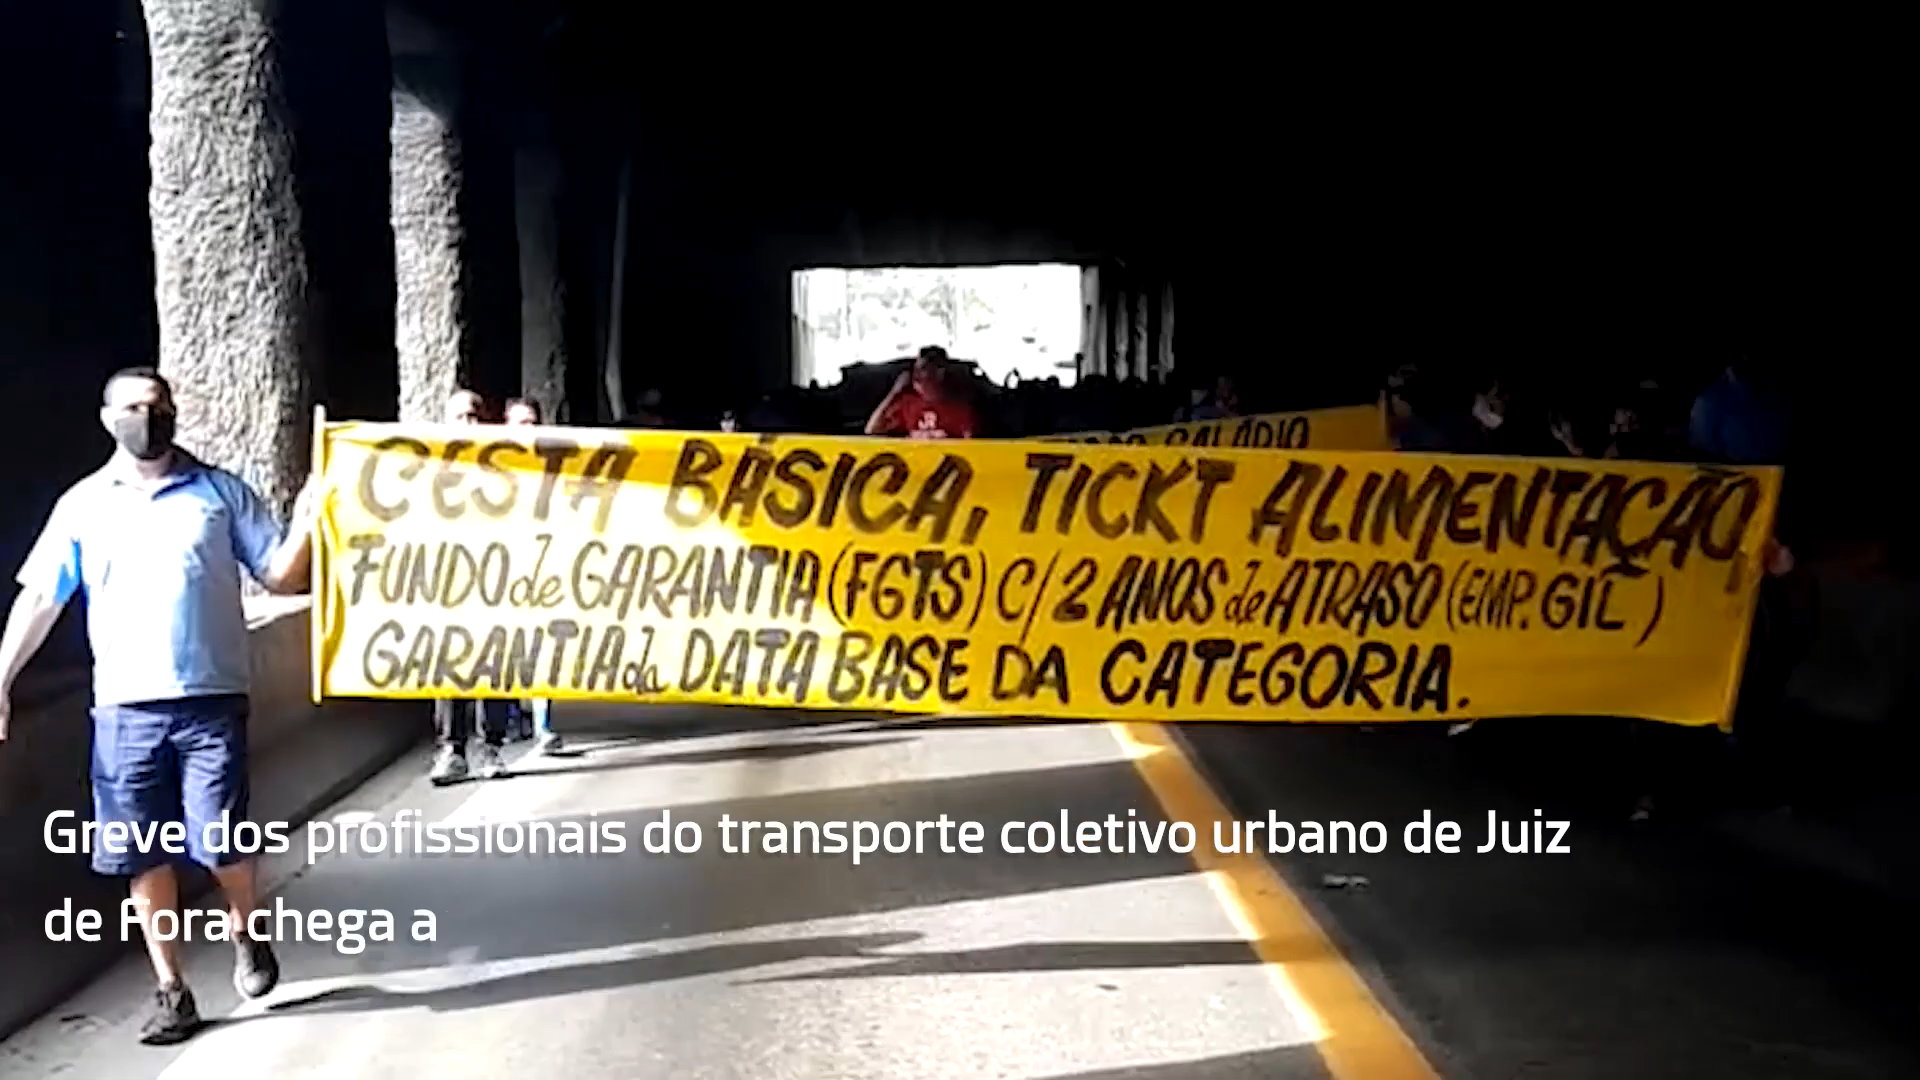 SALÁRIO
CESTA BÁSICA, TICKT ALIMENTAÇÃO,
FUNDO de GARANTIA (FGTS) C/ 2 ANOS de ATRASO (EMP. GIL)
GARANTIA da DATA BASE DA CATEGORIA.
Greve dos profissionais do transporte coletivo urbano de Juiz
de Fora chega a